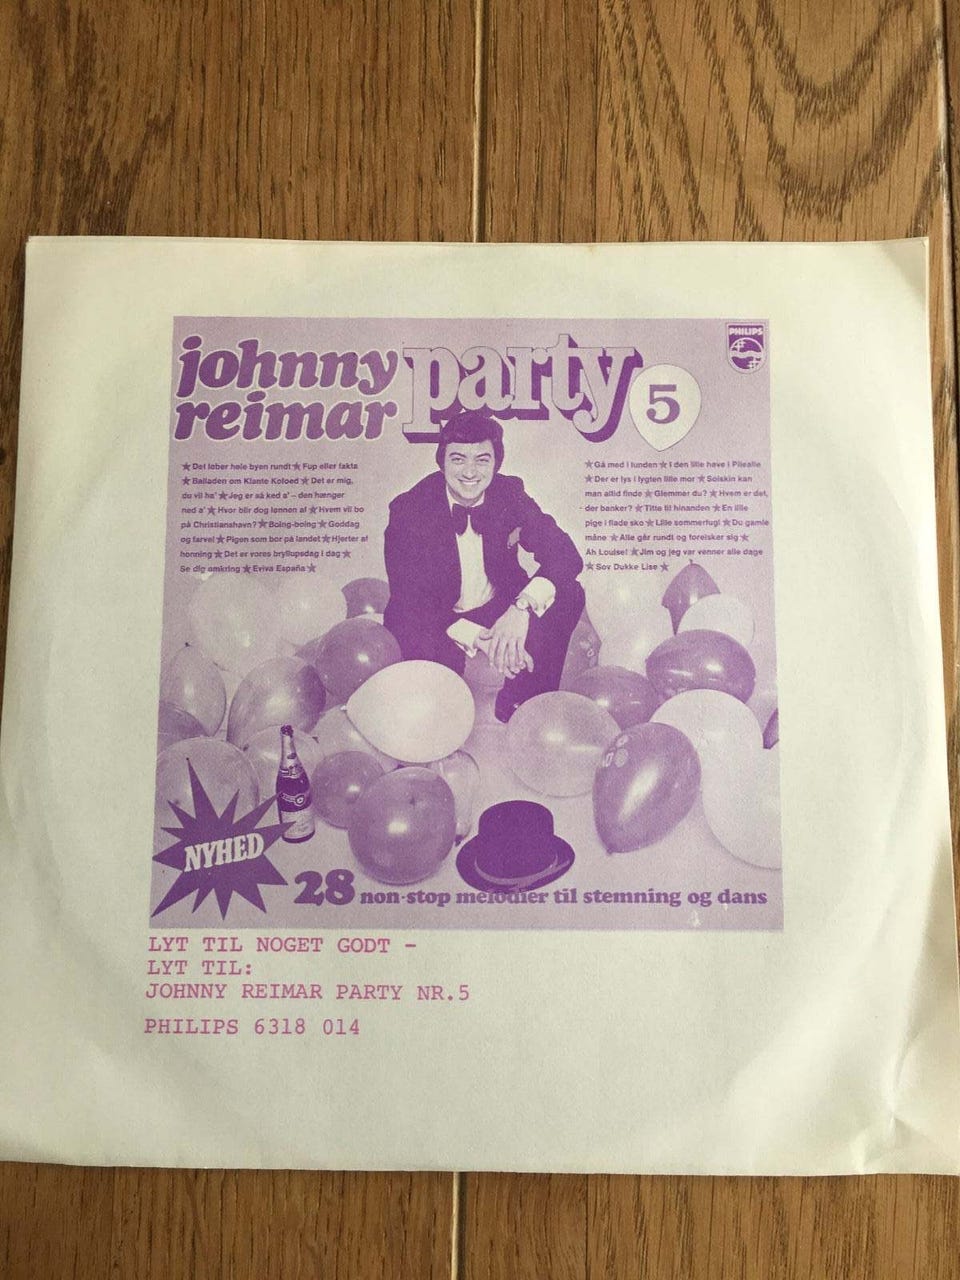 johnny
reimar
party
5
PHILIPS
★ Det løber hele byen rundt ★ Fup eller fakta
★ Balladen om Klante Koloed ★ Det er mig,
du vil ha' ★ Jeg er så ked a' – den hænger
ned a' ★ Hvor blir dog lønnen af ★ Hvem vil bo
på Christianshavn? ★ Boing-boing ★ Goddag
og farvel ★ Pigen som bor på landet ★ Hjerter af
honning ★ Det er vores bryllupsdag i dag ★
Se dig omkring ★ Eviva España ★
★ Gå med i lunden ★ I den lille have i Pilealle
★ Der er lys i lygten lille mor ★ Solskin kan
man altid finde ★ Glemmer du? ★ Hvem er det,
der banker? ★ Titte til hinanden ★ En lille
pige i flade sko ★ Lille sommerfugl ★ Du gamle
måne ★ Alle går rundt og forelsker sig ★
Åh Louise! ★ Jim og jeg var venner alle dage
★ Sov Dukke Lise ★
NYHED
28 non-stop melodier til stemning og dans
LYT TIL NOGET GODT -
LYT TIL:
JOHNNY REIMAR PARTY NR.5
PHILIPS 6318 014